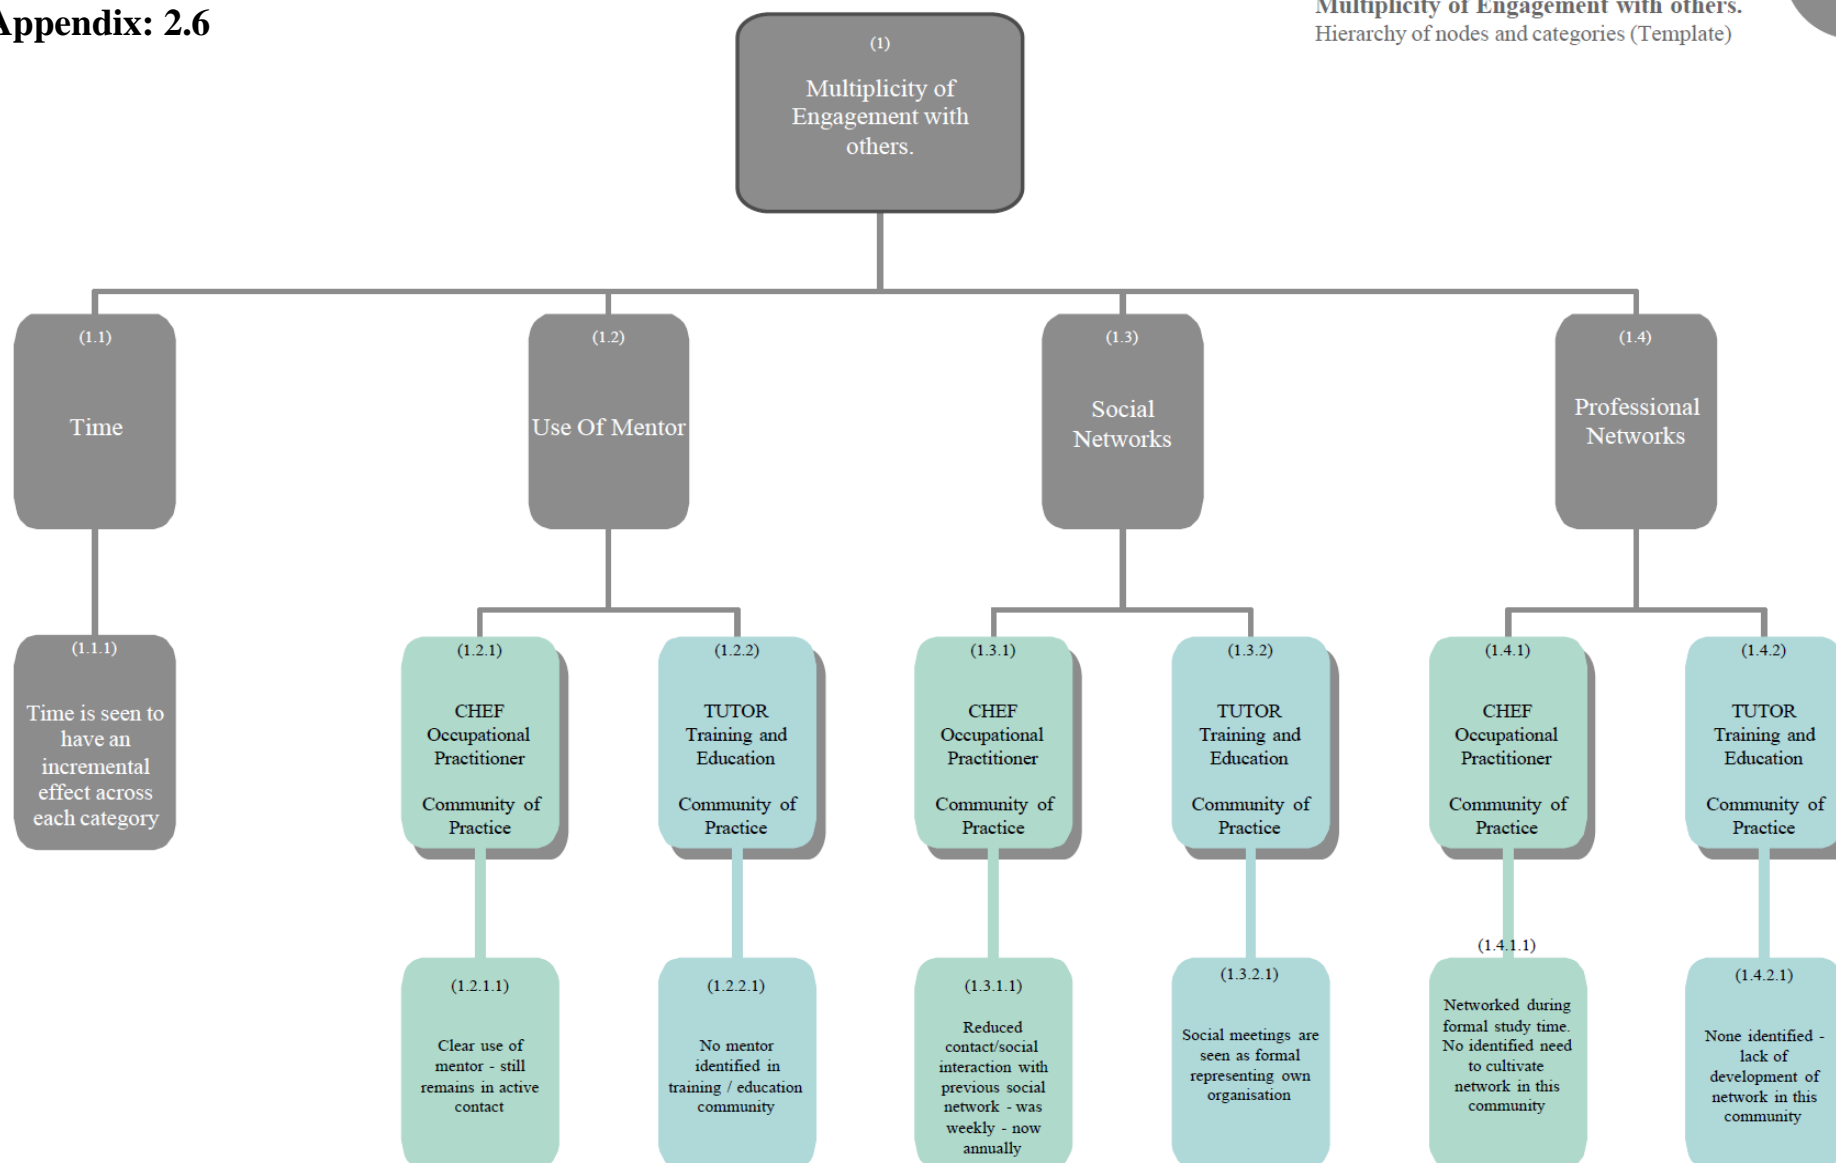 Appendix: 2.6
Multiplicity of Engagement with others.
Hierarchy of nodes and categories (Template)
(1)
Multiplicity of
Engagement with
others.
(1.1)
Time
(1.2)
Use Of Mentor
(1.3)
Social
Networks
(1.4)
Professional
Networks
(1.1.1)
Time is seen to
have an
incremental
effect across
each category
(1.2.1)
CHEF
Occupational
Practitioner
Community of
Practice
(1.2.2)
TUTOR
Training and
Education
Community of
Practice
(1.3.1)
CHEF
Occupational
Practitioner
Community of
Practice
(1.3.2)
TUTOR
Training and
Education
Community of
Practice
(1.4.1)
CHEF
Occupational
Practitioner
Community of
Practice
(1.4.2)
TUTOR
Training and
Education
Community of
Practice
(1.2.1.1)
Clear use of
mentor - still
remains in active
contact
(1.2.2.1)
No mentor
identified in
training / education
community
(1.3.1.1)
Reduced
contact/social
interaction with
previous social
network - was
weekly - now
annually
(1.3.2.1)
Social meetings are
seen as formal
representing own
organisation
(1.4.1.1)
Networked during
formal study time.
No identified need
to cultivate
network in this
community
(1.4.2.1)
None identified -
lack of
development of
network in this
community